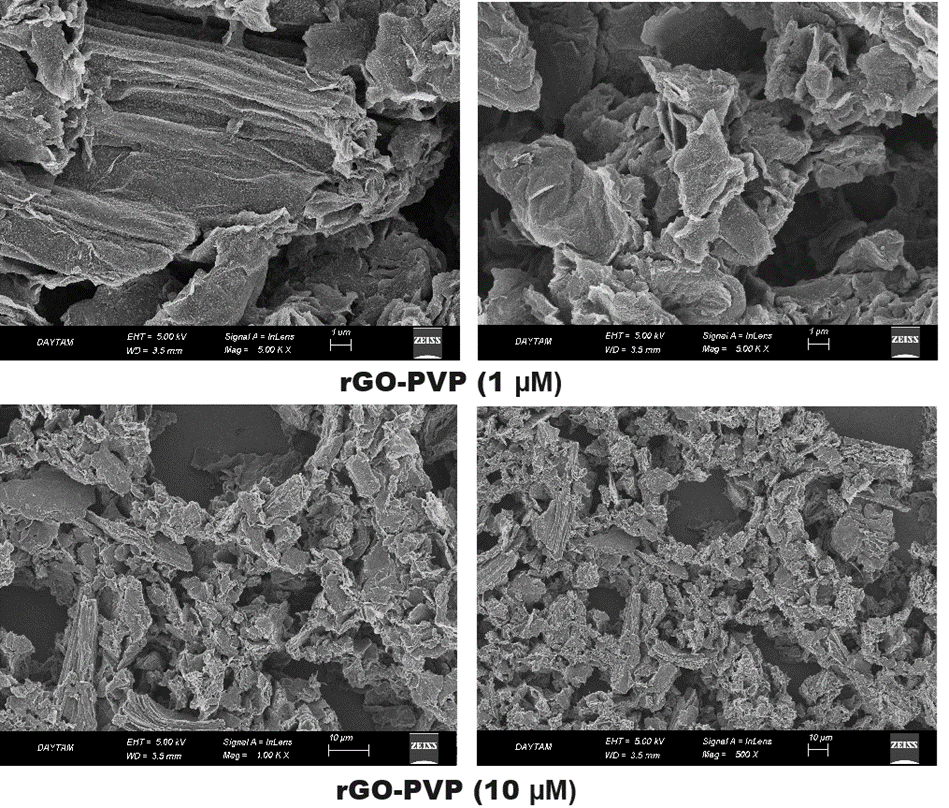 DAYTAM
EHT = 5.00 kV
WD = 3.5 mm
Signal A = InLens
Mag = 5.00 K X
1 µm
ZEISS
DAYTAM
EHT = 5.00 kV
WD = 3.5 mm
Signal A = InLens
Mag = 5.00 K X
1 µm
ZEISS
rGO-PVP (1 µM)
DAYTAM
EHT = 5.00 kV
WD = 3.5 mm
Signal A = InLens
Mag = 1.00 K X
10 µm
ZEISS
DAYTAM
EHT = 5.00 kV
WD = 3.5 mm
Signal A = InLens
Mag = 500 X
10 µm
ZEISS
rGO-PVP (10 µM)